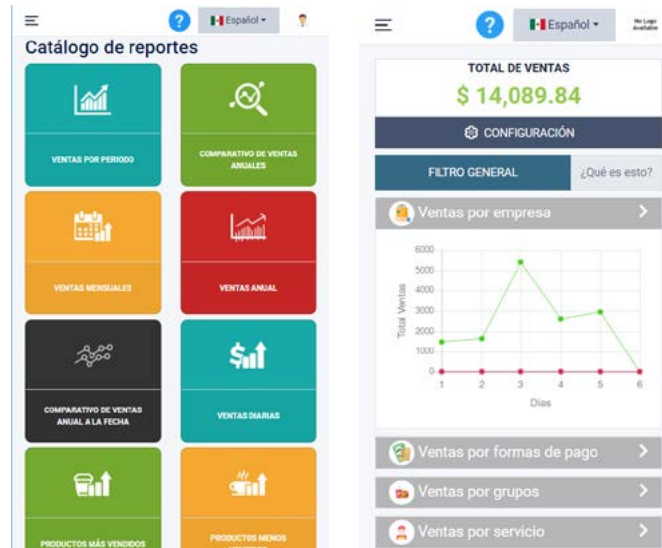 Español
Catálogo de reportes
VENTAS POR PERIODO
COMPARATIVO DE VENTAS
ANUALES
VENTAS MENSUALES
VENTAS ANUAL
COMPARATIVO DE VENTAS
ANUAL A LA FECHA
VENTAS DIARIAS
PRODUCTOS MÁS VENDIDOS
PRODUCTOS MENOS
?
Español
No Logo
Available
TOTAL DE VENTAS
$ 14,089.84
CONFIGURACIÓN
FILTRO GENERAL
¿Qué es esto?
Ventas por empresa
6000
5000
4000
3000
2000
1000
0
Total Ventas
1 2 3 4 5 6
Días
Ventas por formas de pago
Ventas por grupos
Ventas por servicio